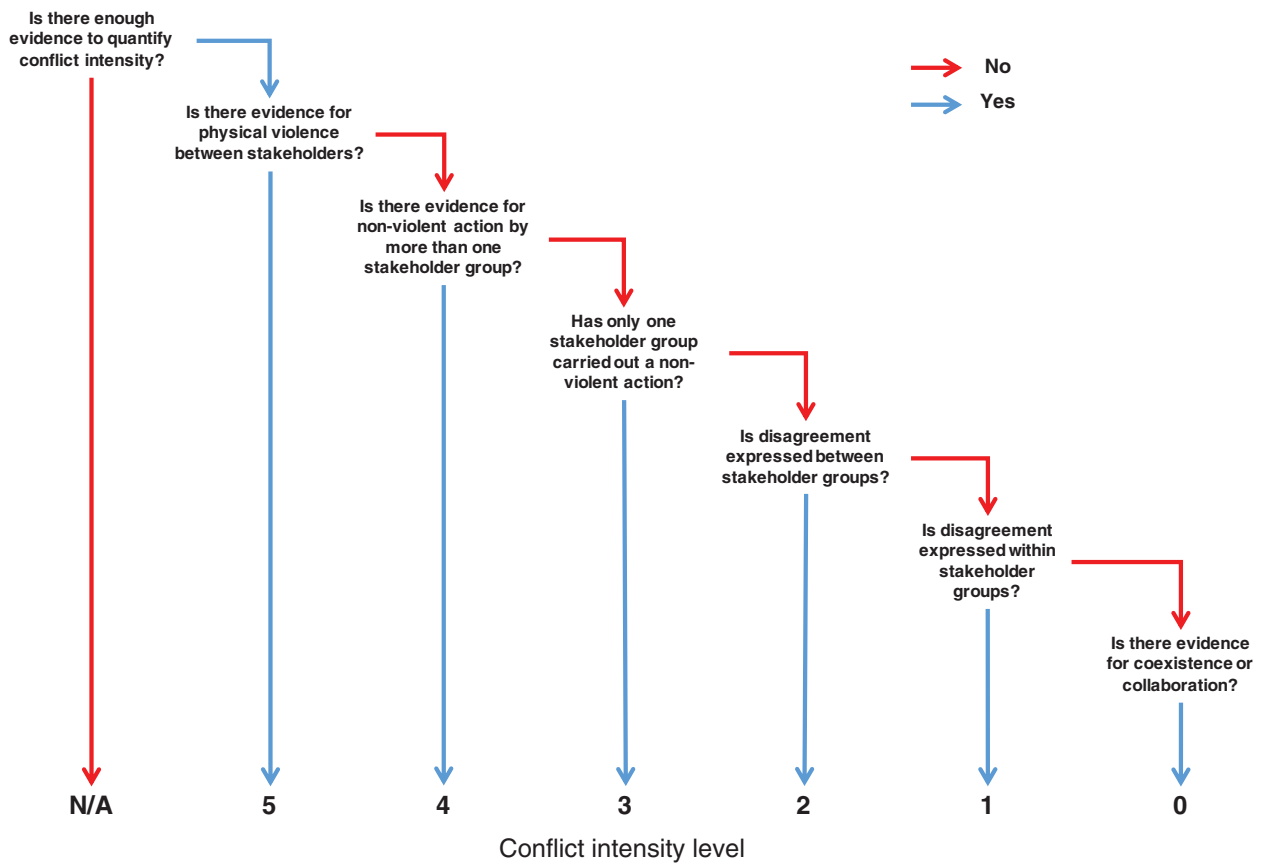 Is there enough
evidence to quantify
conflict intensity?
No
Yes
Is there evidence for
physical violence
between stakeholders?
Is there evidence for
non-violent action by
more than one
stakeholder group?
Has only one
stakeholder group
carried out a non-
violent action?
Is disagreement
expressed between
stakeholder groups?
Is disagreement
expressed within
stakeholder
groups?
Is there evidence
for coexistence or
collaboration?
N/A 5 4 3 2 1 0
Conflict intensity level